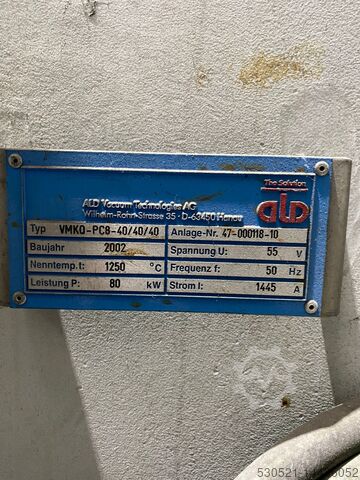 The Solution
ALD
ALD Vacuum Technologies AG
Wilhelm-Rohn-Strasse 35 · D-63450 Hanau
Typ VMKQ-PC8-40/40/40 Anlage-Nr. 47-000118-10
Baujahr 2002 Spannung U: 55 V
Nenntemp.t: 1250 °C Frequenz f: 50 Hz
Leistung P: 80 kW Strom I: 1445 A